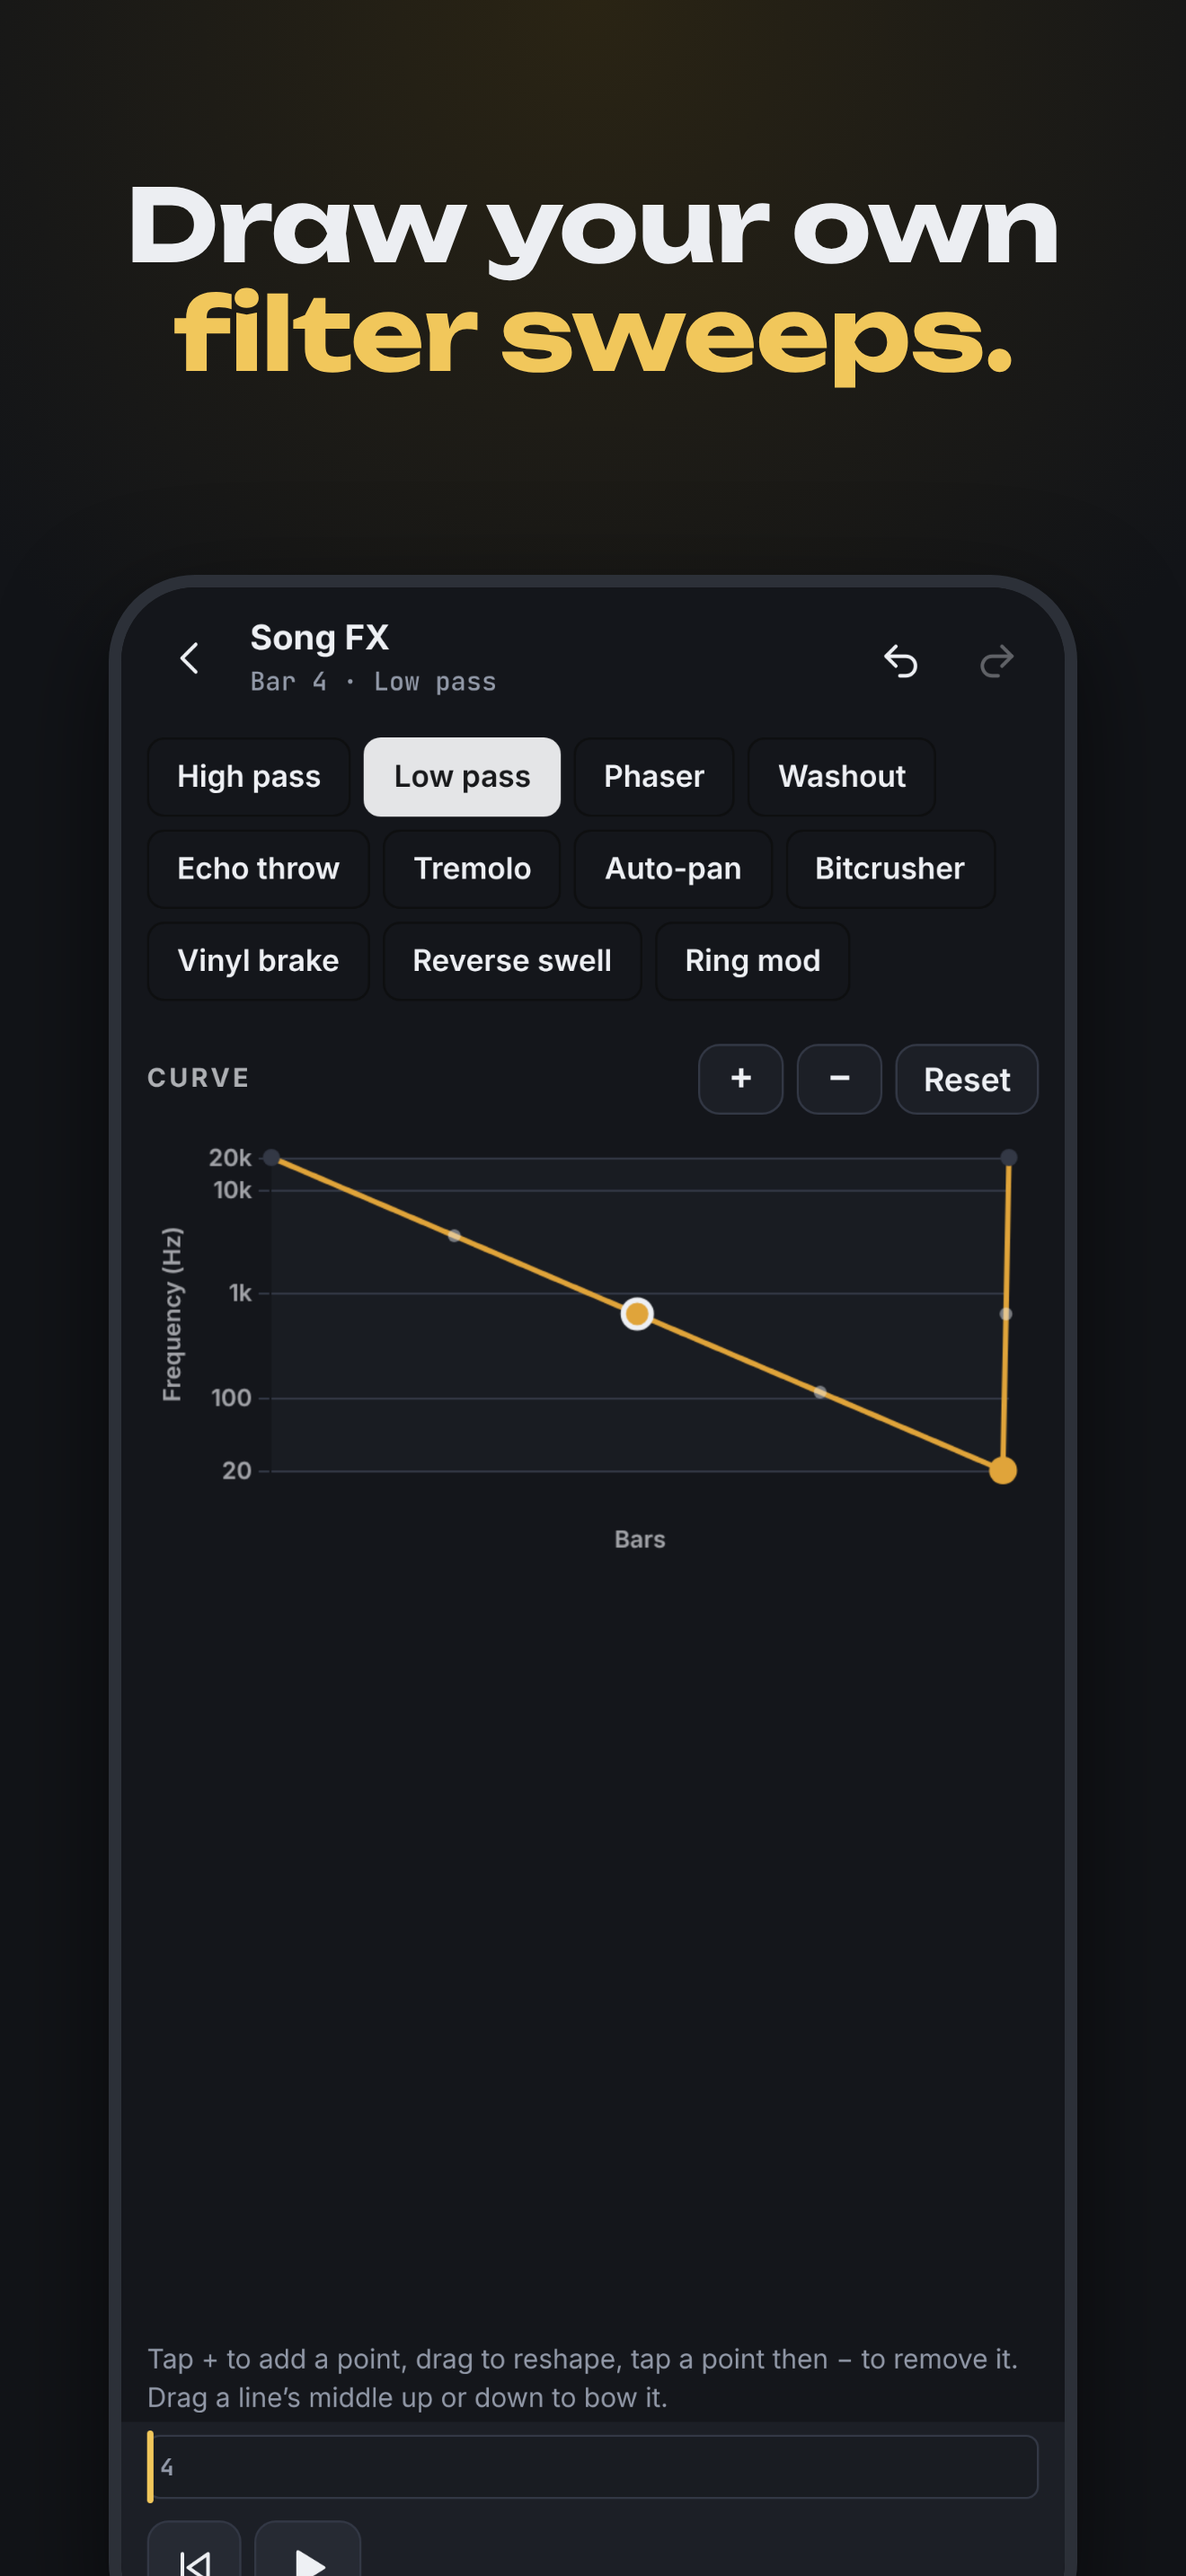 Draw your own
filter sweeps.
Song FX
Bar 4 · Low pass
High pass
Low pass
Phaser
Washout
Echo throw
Tremolo
Auto-pan
Bitcrusher
Vinyl brake
Reverse swell
Ring mod
CURVE
+
−
Reset
20k
10k
1k
100
20
Frequency (Hz)
Bars
Tap + to add a point, drag to reshape, tap a point then − to remove it.
Drag a line’s middle up or down to bow it.
4